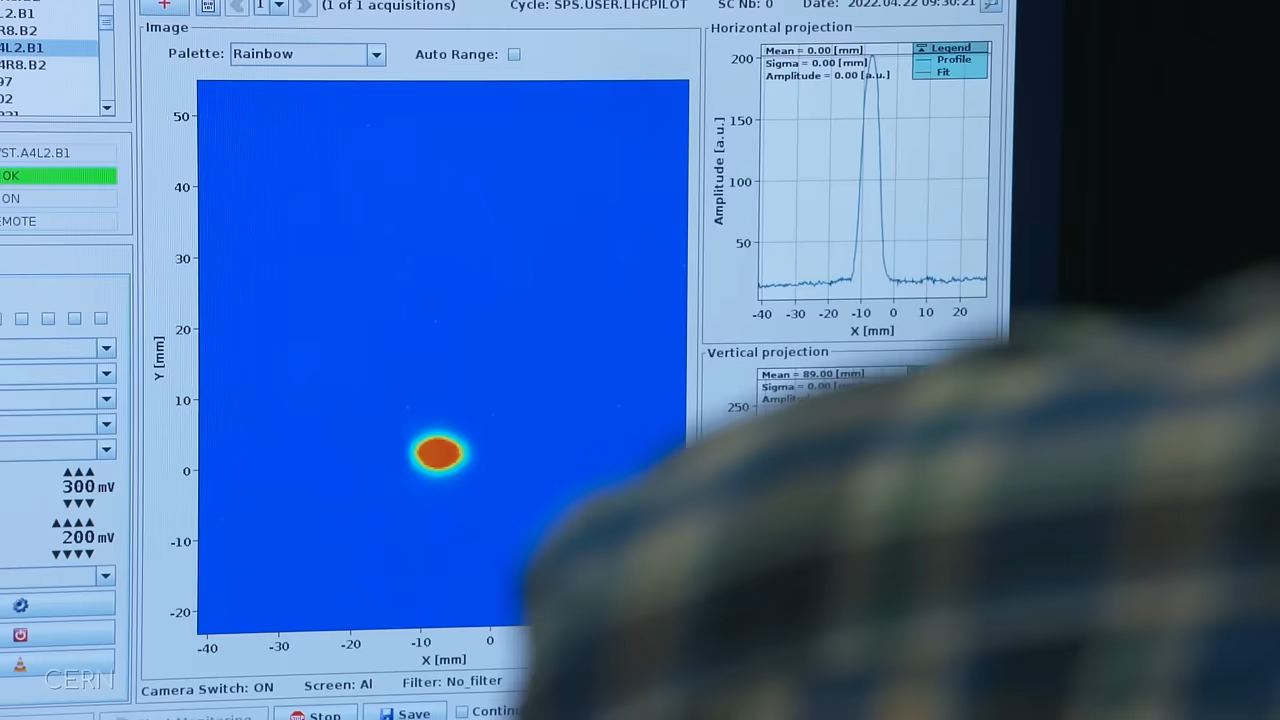 (1 of 1 acquisitions) Cycle: SPS.USER.LHCPILOT SC Nb: 0 Date: 2022.04.22 09:30:21
L2.B1
R8.B2
4L2.B1
4R8.B2
97
02
ST.A4L2.B1
OK
ON
EMOTE
300 mV
200 mV
Image
Palette: Rainbow Auto Range:
50
40
30
20
10
0
-10
-20
Y [mm]
-40 -30 -20 -10 0
X [mm]
Camera Switch: ON Screen: Al Filter: No_filter
Stop Save Contin
Horizontal projection
Mean = 0.00 [mm]
Sigma = 0.00 [mm]
Amplitude = 0.00 [a.u.]
Legend
Profile
Fit
200
150
100
50
Amplitude [a.u.]
-40 -30 -20 -10 0 10 20
X [mm]
Vertical projection
Mean = 89.00 [mm]
Sigma = 0.00 [mm]
250
CERN